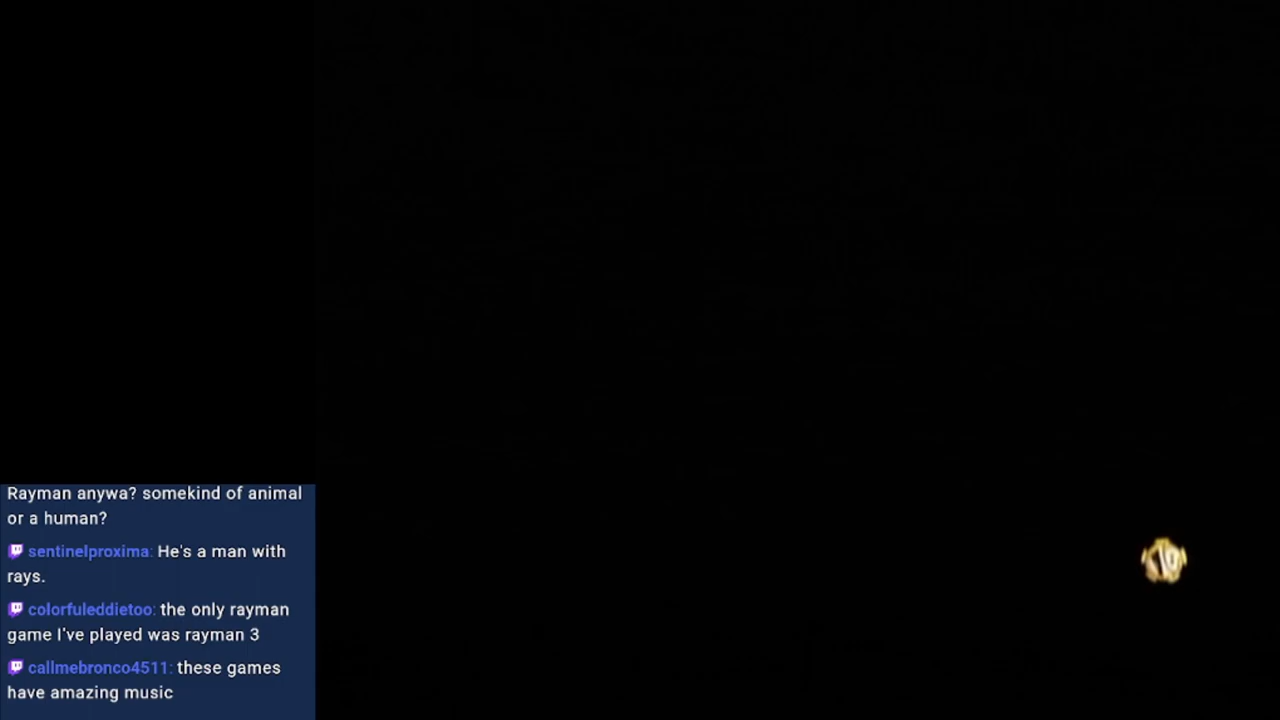 Rayman anywa? somekind of animal
or a human?
sentinelproxima: He's a man with
rays.
colorfuleddietoo: the only rayman
game I've played was rayman 3
callmebronco4511: these games
have amazing music